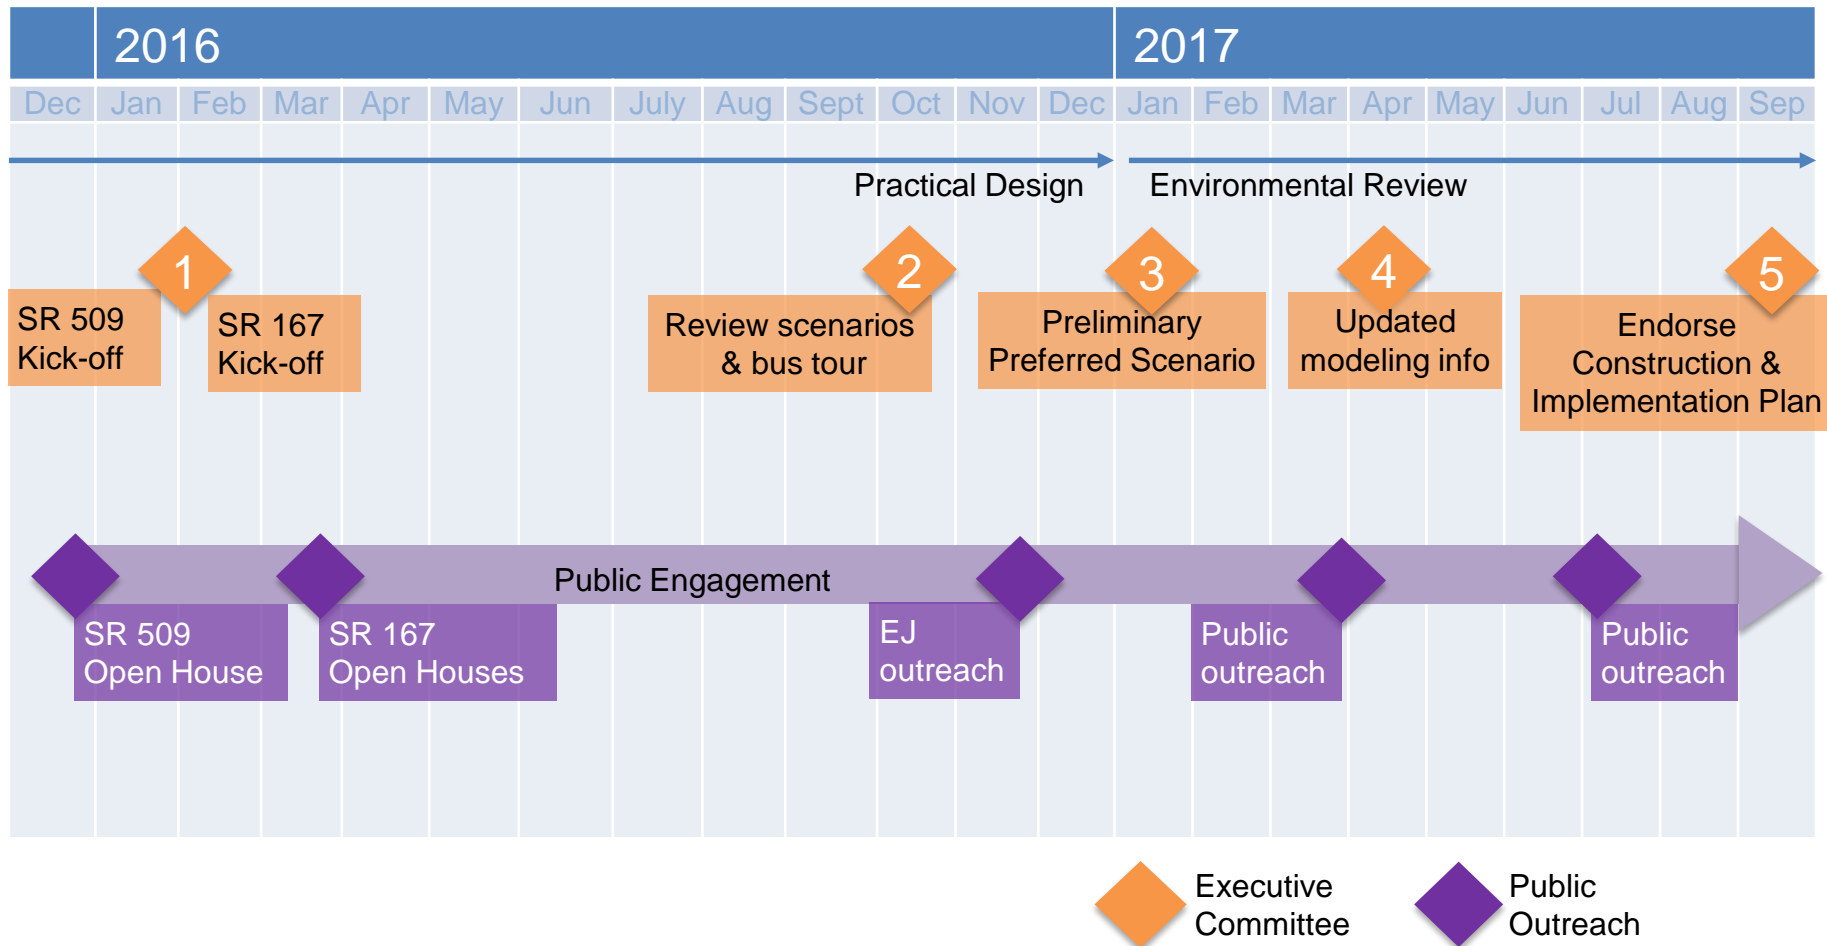 2016
2017
Dec Jan Feb Mar Apr May Jun July Aug Sept Oct Nov Dec Jan Feb Mar Apr May Jun Jul Aug Sep
Practical Design
Environmental Review
1
2
3
4
5
SR 509
Kick-off
SR 167
Kick-off
Review scenarios
& bus tour
Preliminary
Preferred Scenario
Updated
modeling info
Endorse
Construction &
Implementation Plan
Public Engagement
SR 509
Open House
SR 167
Open Houses
EJ
outreach
Public
outreach
Public
outreach
Executive
Committee
Public
Outreach